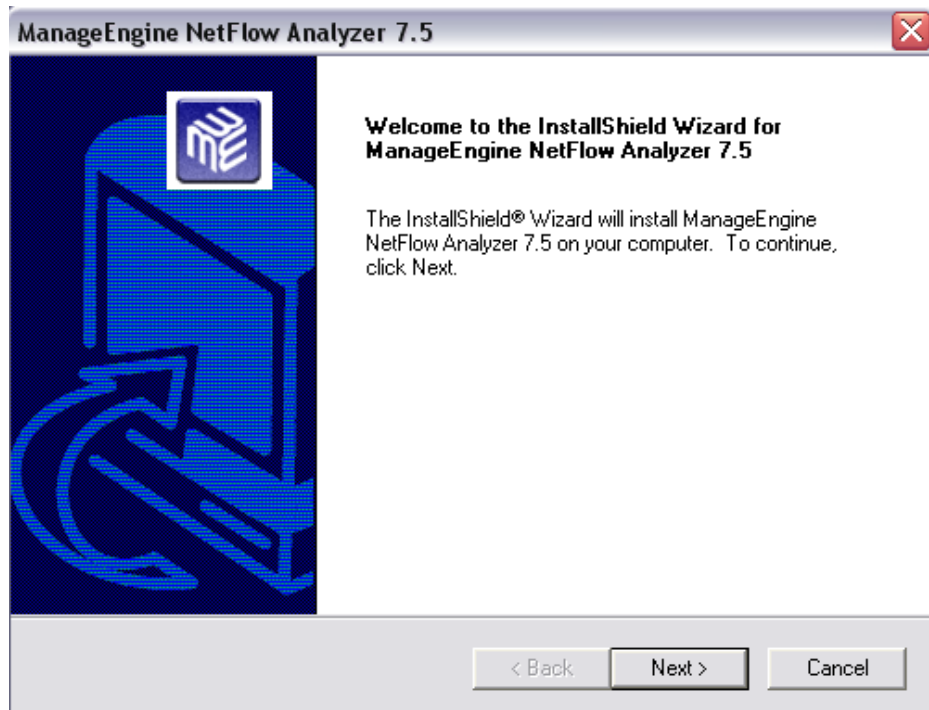 ManageEngine NetFlow Analyzer 7.5
Welcome to the InstallShield Wizard for
ManageEngine NetFlow Analyzer 7.5
The InstallShield® Wizard will install ManageEngine
NetFlow Analyzer 7.5 on your computer.  To continue,
click Next.
< Back
Next >
Cancel